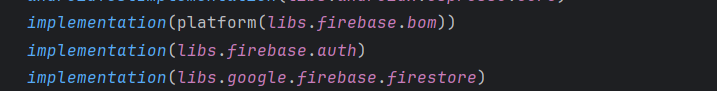 implementation(platform(libs.firebase.bom))
implementation(libs.firebase.auth)
implementation(libs.google.firebase.firestore)